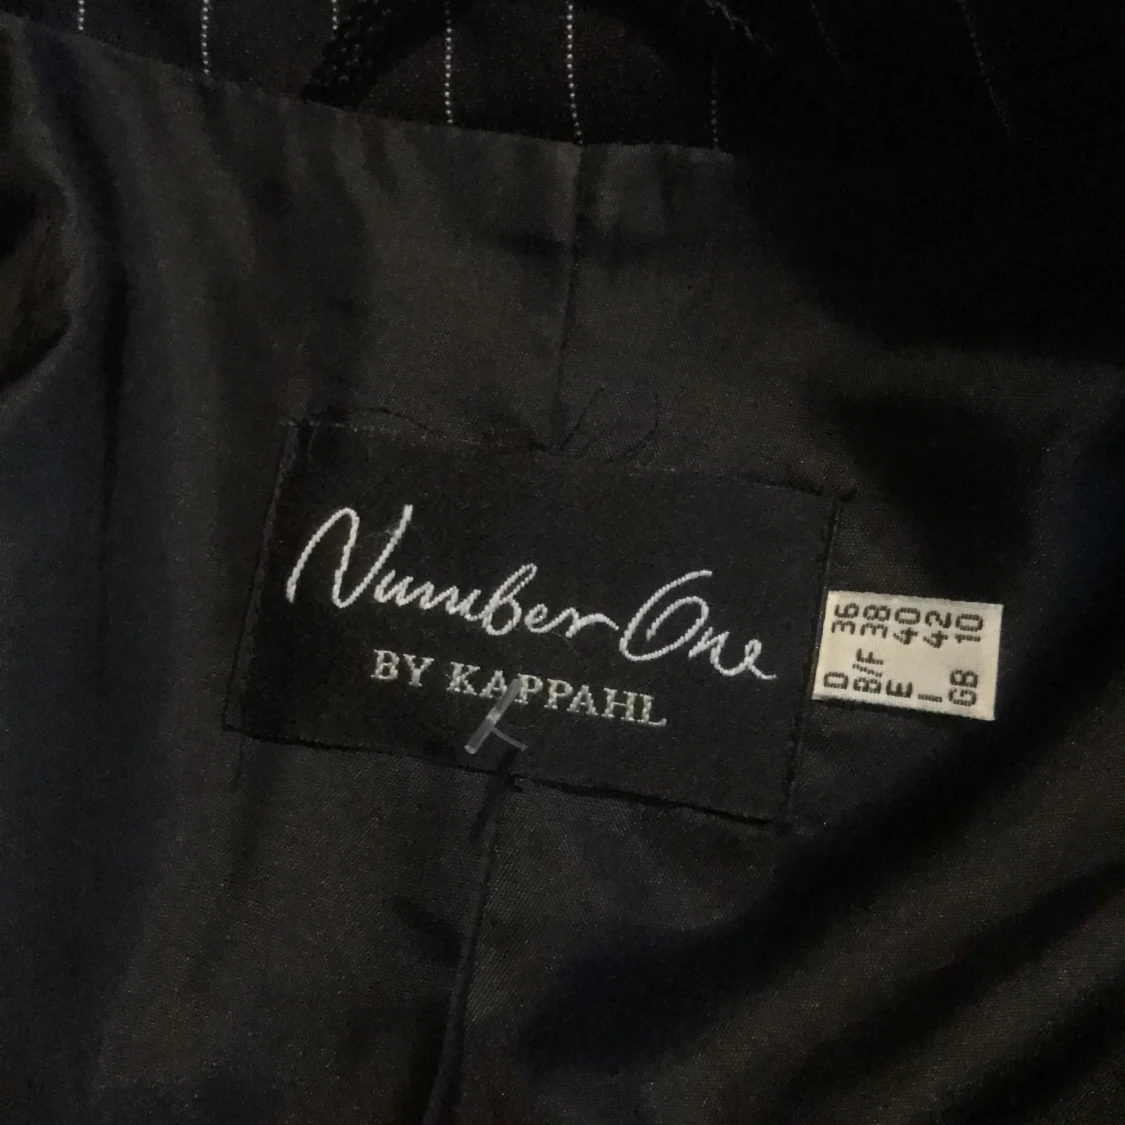 Number One
BY KAPPAHL
D 36
B/F 38
E 40
I 42
GB 10